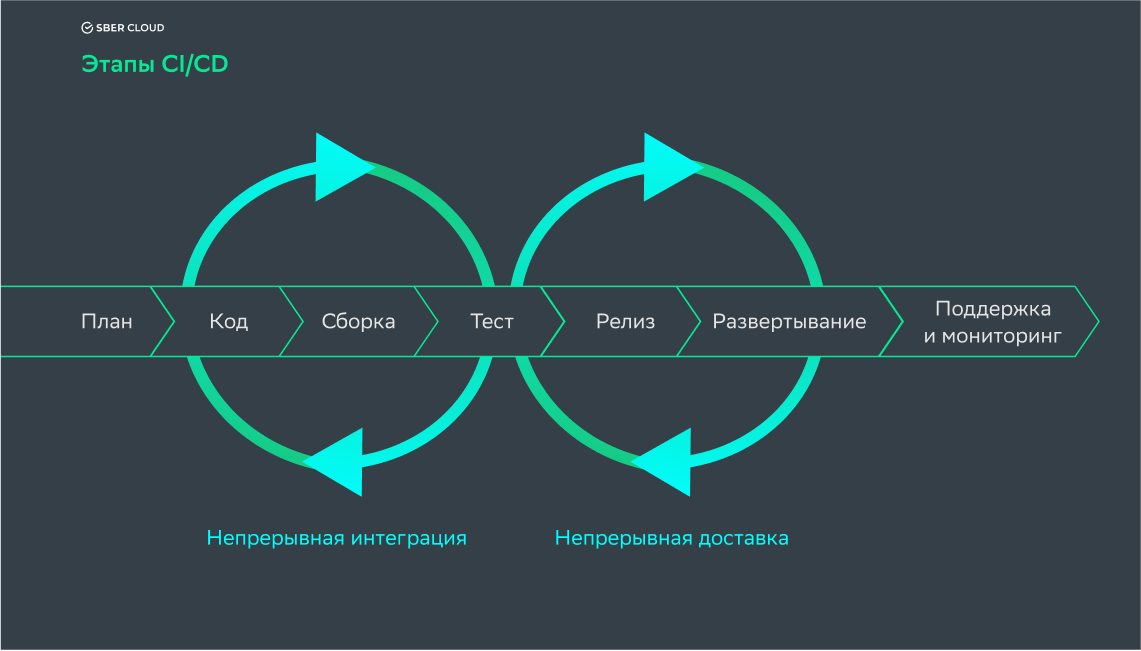 SBER CLOUD
Этапы CI/CD
План
Код
Сборка
Тест
Релиз
Развертывание
Поддержка
и мониторинг
Непрерывная интеграция
Непрерывная доставка